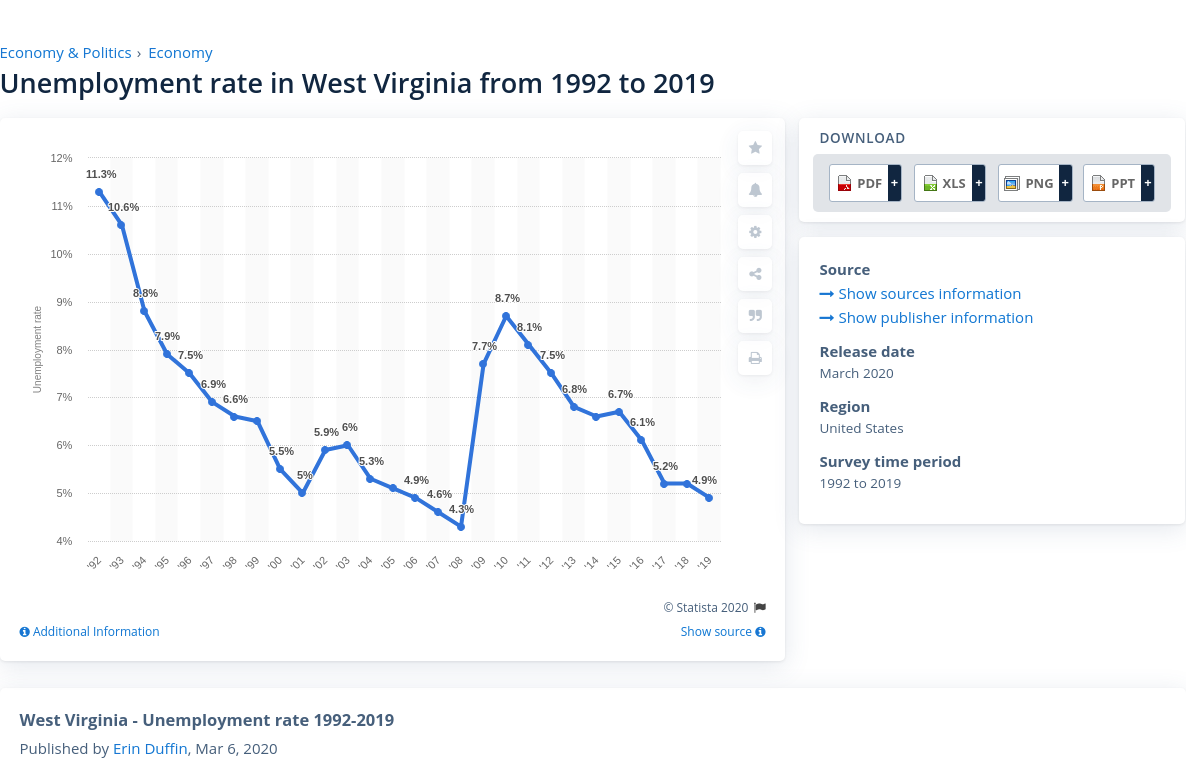 Economy & Politics › Economy
Unemployment rate in West Virginia from 1992 to 2019
12%
11%
10%
9%
8%
7%
6%
5%
4%
Unemployment rate
11.3%
10.6%
8.8%
7.9%
7.5%
6.9%
6.6%
5.5%
5%
5.9%
6%
5.3%
4.9%
4.6%
4.3%
7.7%
8.7%
8.1%
7.5%
6.8%
6.7%
6.1%
5.2%
4.9%
'92 '93 '94 '95 '96 '97 '98 '99 '00 '01 '02 '03 '04 '05 '06 '07 '08 '09 '10 '11 '12 '13 '14 '15 '16 '17 '18 '19
© Statista 2020
Additional Information
Show source
DOWNLOAD
PDF + XLS + PNG + PPT +
Source
Show sources information
Show publisher information
Release date
March 2020
Region
United States
Survey time period
1992 to 2019
West Virginia - Unemployment rate 1992-2019
Published by Erin Duffin, Mar 6, 2020